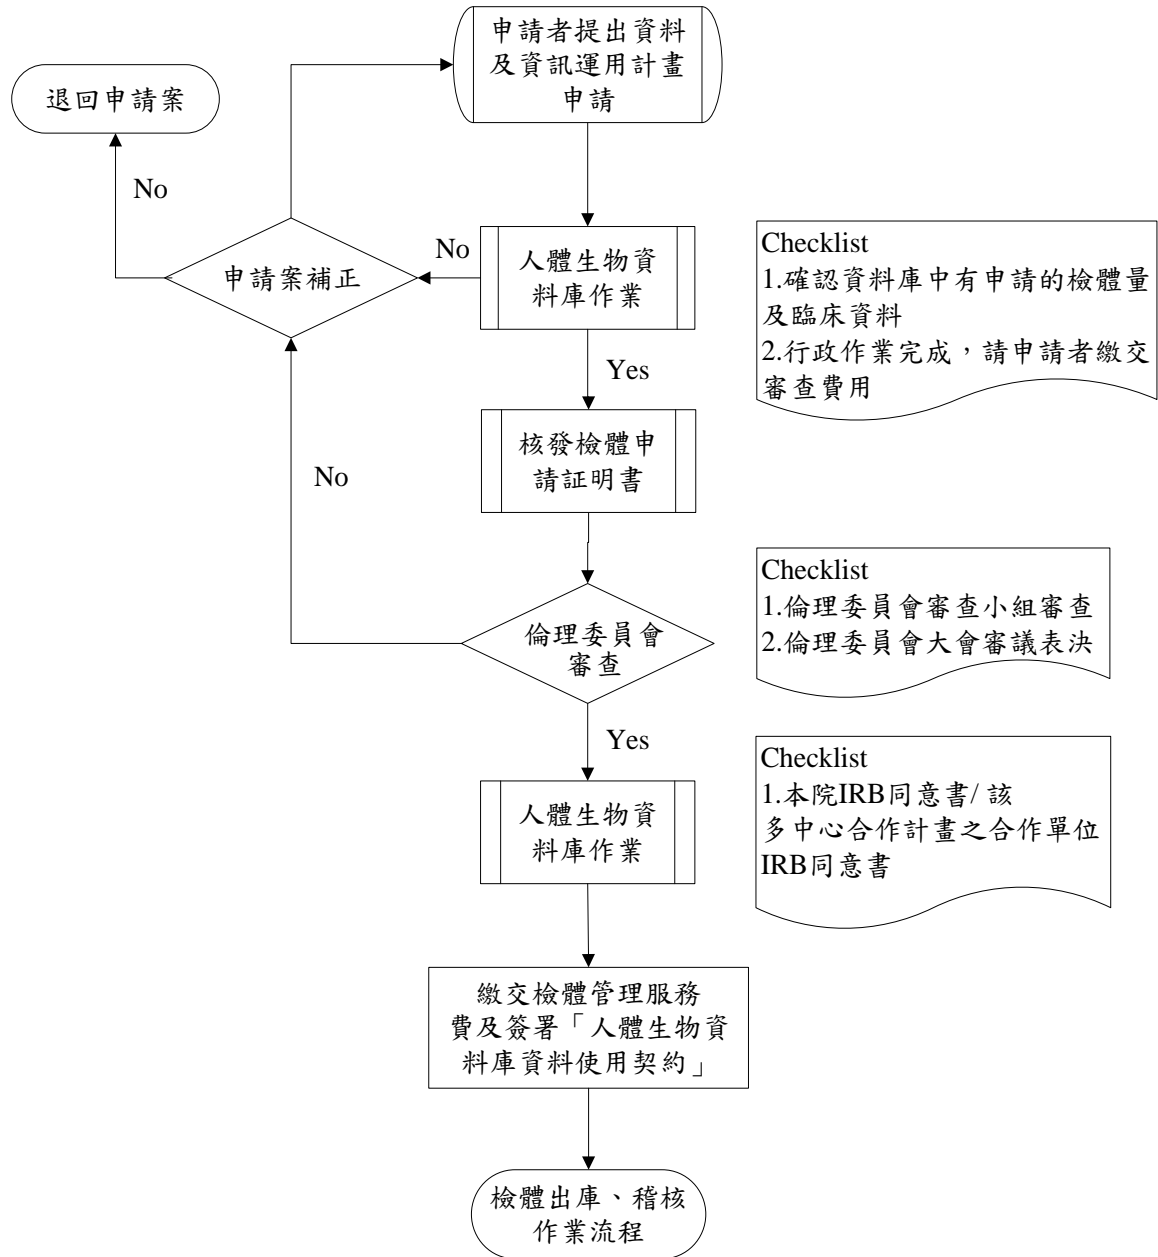 申請者提出資料
及資訊運用計畫
申請
退回申請案
No
申請案補正
No
人體生物資
料庫作業
Checklist
1.確認資料庫中有申請的檢體量
及臨床資料
2.行政作業完成，請申請者繳交
審查費用
Yes
核發檢體申
請証明書
No
倫理委員會
審查
Checklist
1.倫理委員會審查小組審查
2.倫理委員會大會審議表決
Yes
人體生物資
料庫作業
Checklist
1.本院IRB同意書/ 該
多中心合作計畫之合作單位
IRB同意書
繳交檢體管理服務
費及簽署「人體生物資
料庫資料使用契約」
檢體出庫、稽核
作業流程